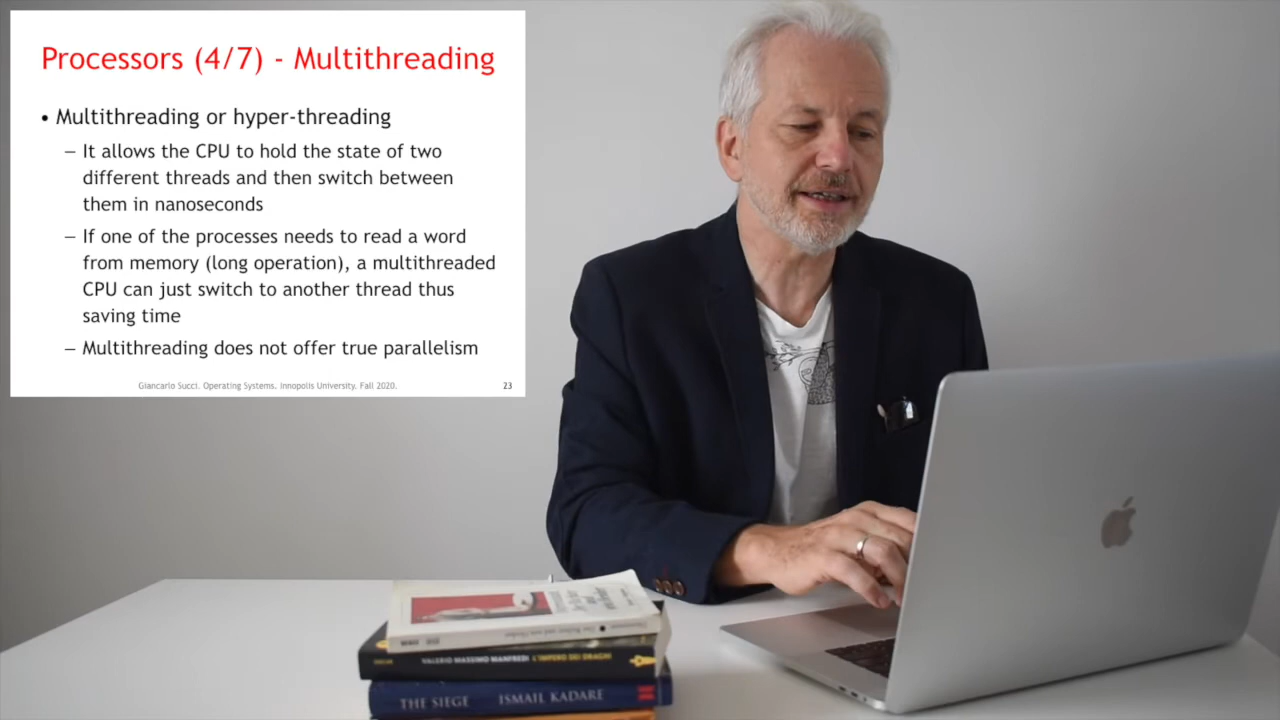 Processors (4/7) - Multithreading
• Multithreading or hyper-threading
– It allows the CPU to hold the state of two
different threads and then switch between
them in nanoseconds
– If one of the processes needs to read a word
from memory (long operation), a multithreaded
CPU can just switch to another thread thus
saving time
– Multithreading does not offer true parallelism
Giancarlo Succi. Operating Systems. Innopolis University. Fall 2020.
23
VALERIO MASSIMO MANFREDI L'IMPERO DEI DRAGHI
THE SIEGE ISMAIL KADARE